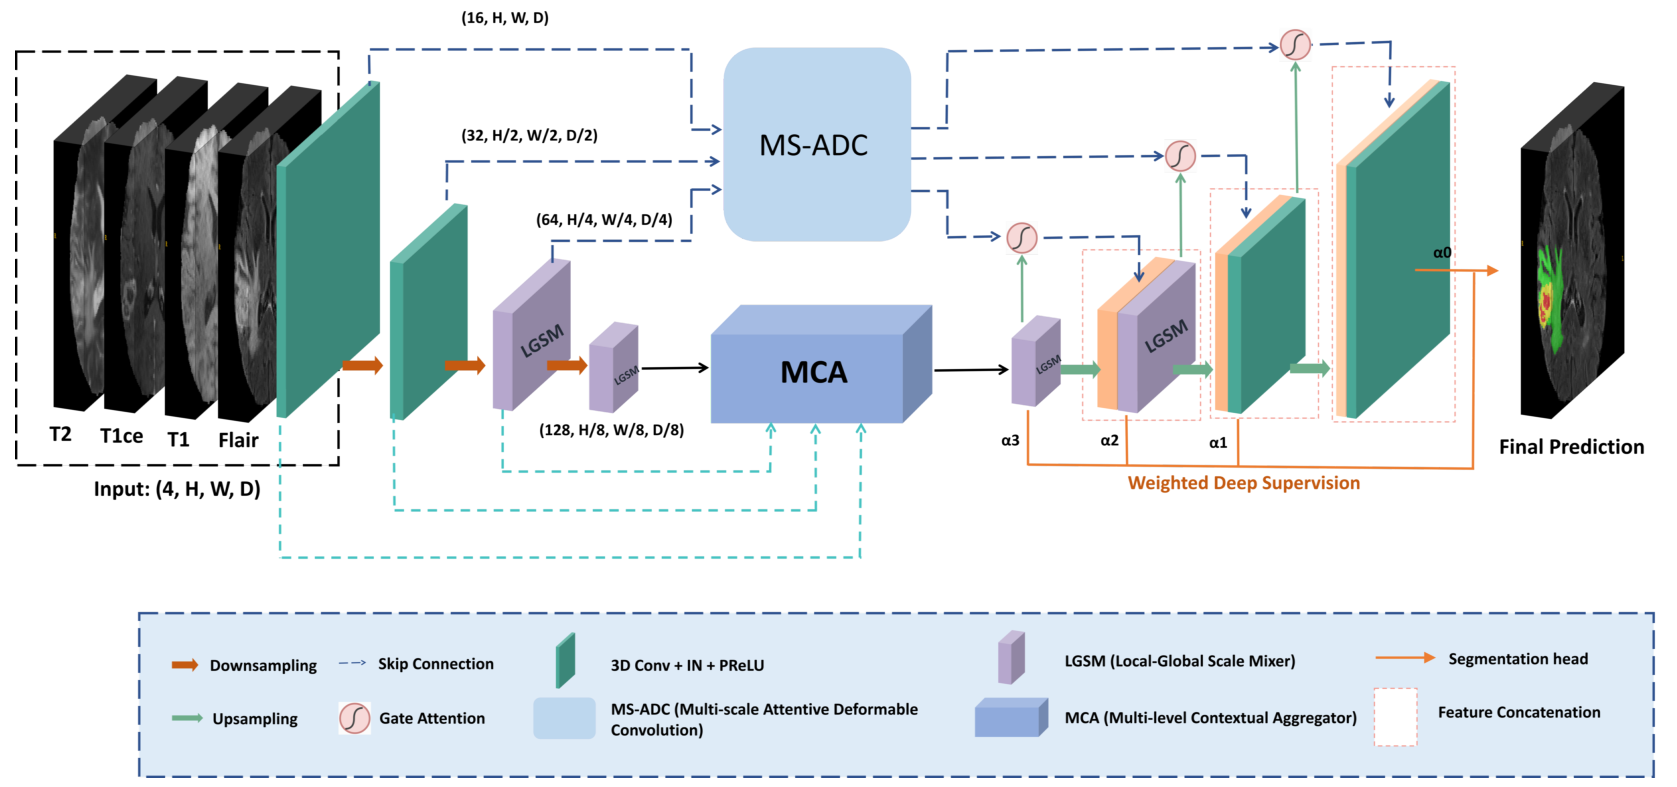 (16, H, W, D)
(32, H/2, W/2, D/2)
(64, H/4, W/4, D/4)
(128, H/8, W/8, D/8)
MS-ADC
MCA
LGSM
LGSM
LGSM
LGSM
T2
T1ce
T1
Flair
Input: (4, H, W, D)
α3
α2
α1
α0
Weighted Deep Supervision
Final Prediction
Downsampling
Skip Connection
3D Conv + IN + PReLU
LGSM (Local-Global Scale Mixer)
Segmentation head
Upsampling
Gate Attention
MS-ADC (Multi-scale Attentive Deformable
Convolution)
MCA (Multi-level Contextual Aggregator)
Feature Concatenation